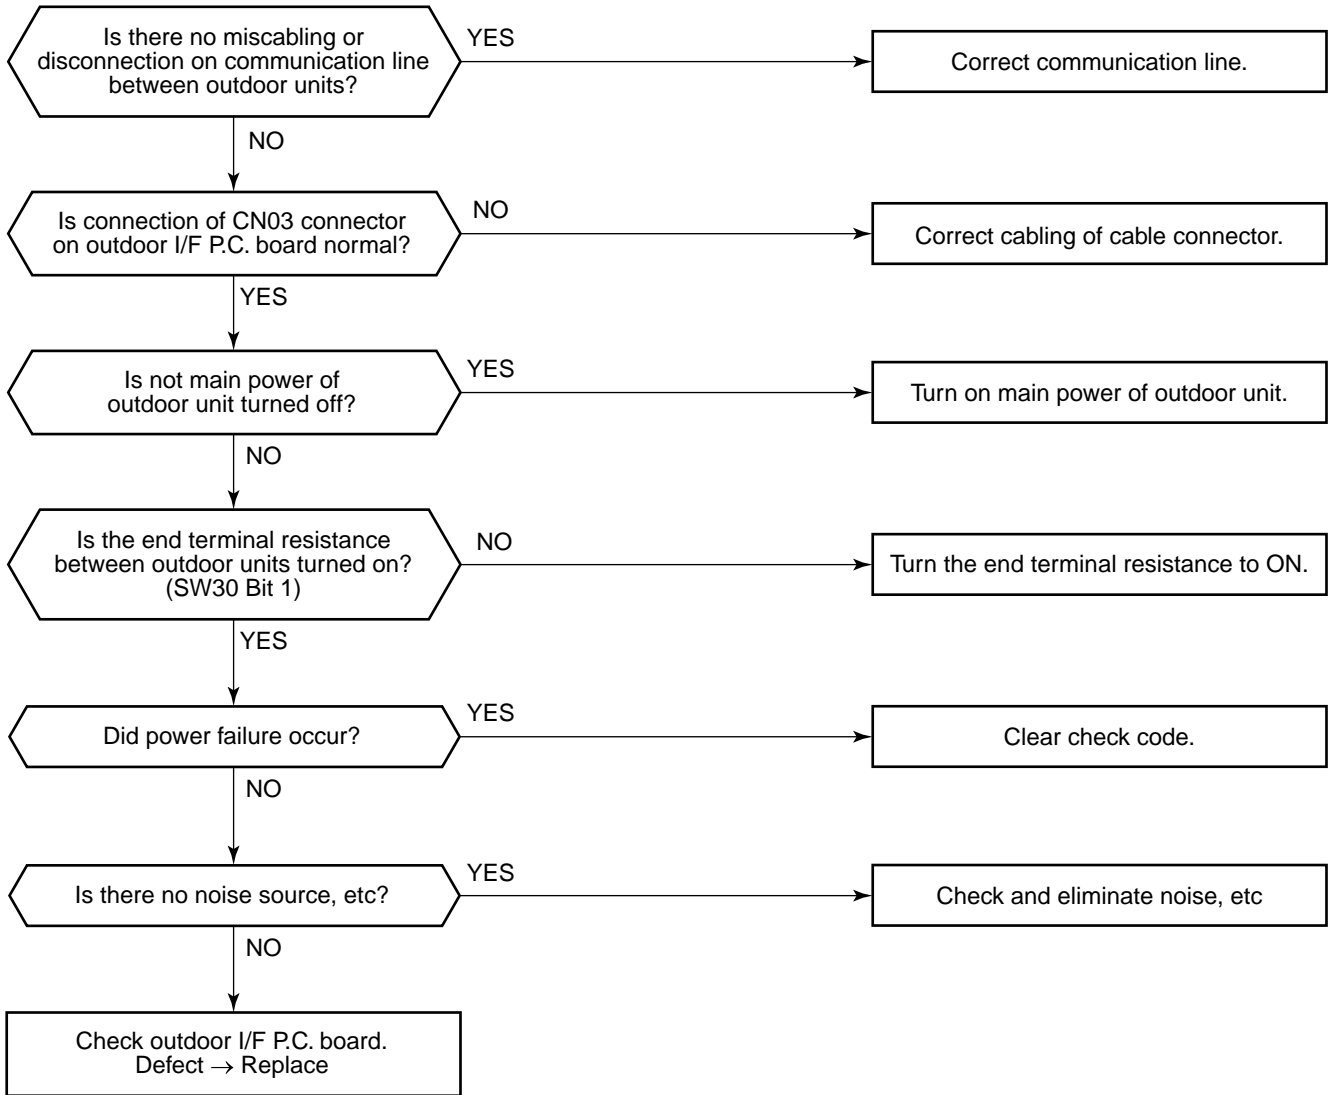 Is there no miscabling or
disconnection on communication line
between outdoor units?
YES
Correct communication line.
NO
Is connection of CN03 connector
on outdoor I/F P.C. board normal?
NO
Correct cabling of cable connector.
YES
Is not main power of
outdoor unit turned off?
YES
Turn on main power of outdoor unit.
NO
Is the end terminal resistance
between outdoor units turned on?
(SW30 Bit 1)
NO
Turn the end terminal resistance to ON.
YES
Did power failure occur?
YES
Clear check code.
NO
Is there no noise source, etc?
YES
Check and eliminate noise, etc
NO
Check outdoor I/F P.C. board.
Defect → Replace